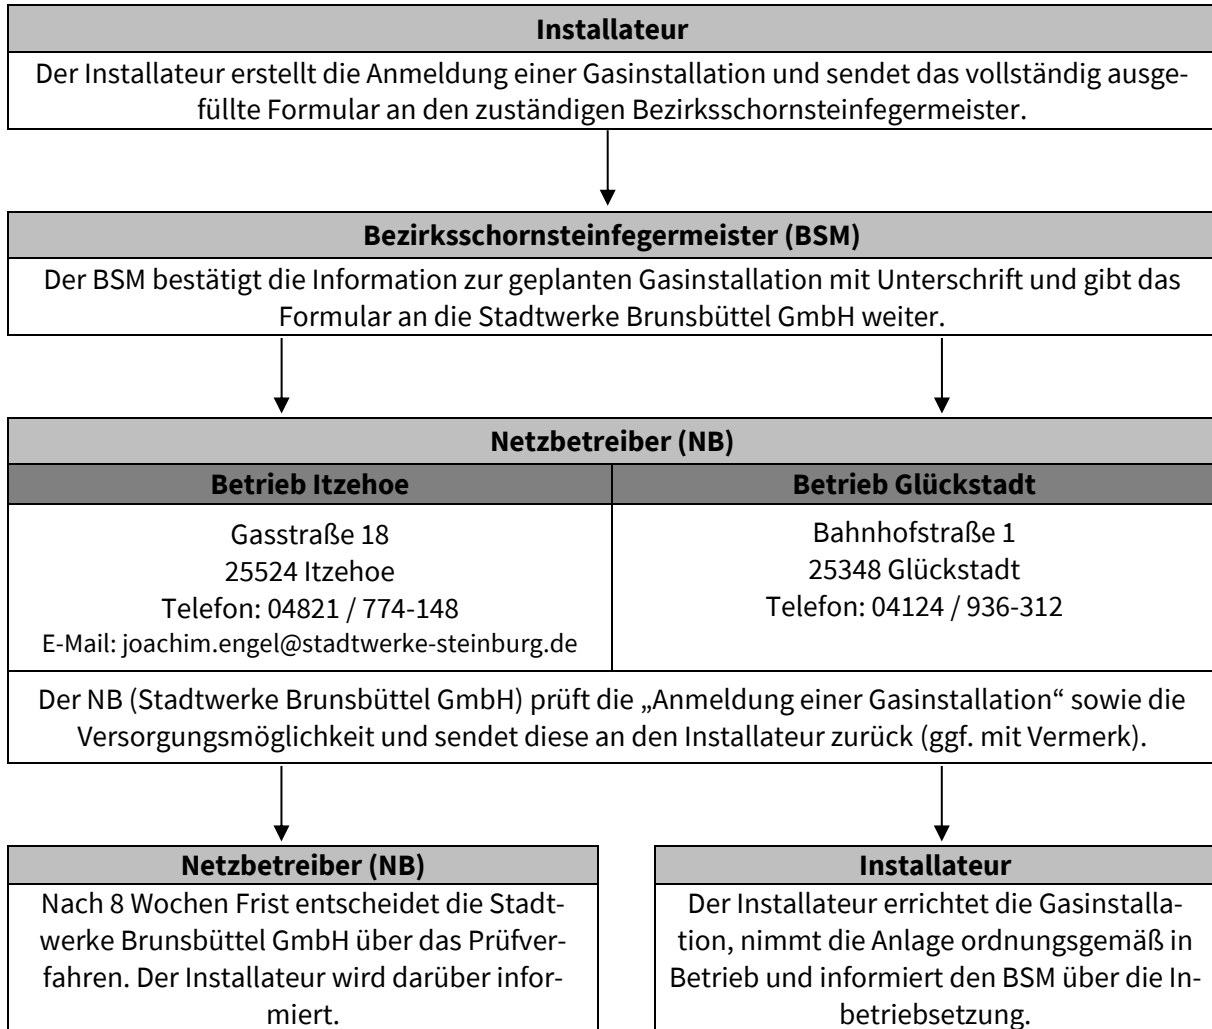 Installateur
Der Installateur erstellt die Anmeldung einer Gasinstallation und sendet das vollständig ausge-
füllte Formular an den zuständigen Bezirksschornsteinfegermeister.
Bezirksschornsteinfegermeister (BSM)
Der BSM bestätigt die Information zur geplanten Gasinstallation mit Unterschrift und gibt das
Formular an die Stadtwerke Brunsbüttel GmbH weiter.
Netzbetreiber (NB)
Betrieb Itzehoe
Gasstraße 18
25524 Itzehoe
Telefon: 04821 / 774-148
E-Mail: joachim.engel@stadtwerke-steinburg.de
Betrieb Glückstadt
Bahnhofstraße 1
25348 Glückstadt
Telefon: 04124 / 936-312
Der NB (Stadtwerke Brunsbüttel GmbH) prüft die „Anmeldung einer Gasinstallation“ sowie die
Versorgungsmöglichkeit und sendet diese an den Installateur zurück (ggf. mit Vermerk).
Netzbetreiber (NB)
Nach 8 Wochen Frist entscheidet die Stadt-
werke Brunsbüttel GmbH über das Prüfver-
fahren. Der Installateur wird darüber infor-
miert.
Installateur
Der Installateur errichtet die Gasinstalla-
tion, nimmt die Anlage ordnungsgemäß in
Betrieb und informiert den BSM über die In-
betriebsetzung.